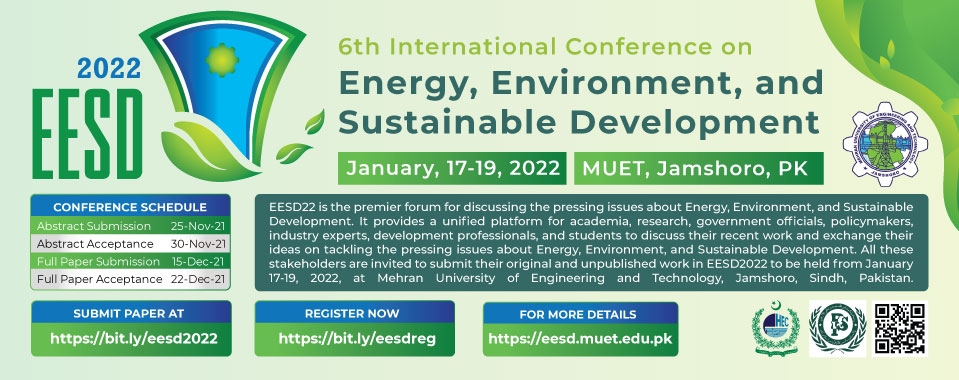 2022
EESD
6th International Conference on
Energy, Environment, and
Sustainable Development
January, 17-19, 2022
MUET, Jamshoro, PK
CONFERENCE SCHEDULE
Abstract Submission 25-Nov-21
Abstract Acceptance 30-Nov-21
Full Paper Submission 15-Dec-21
Full Paper Acceptance 22-Dec-21
EESD22 is the premier forum for discussing the pressing issues about Energy, Environment, and Sustainable
Development. It provides a unified platform for academia, research, government officials, policymakers,
industry experts, development professionals, and students to discuss their recent work and exchange their
ideas on tackling the pressing issues about Energy, Environment, and Sustainable Development. All these
stakeholders are invited to submit their original and unpublished work in EESD2022 to be held from January
17-19, 2022, at Mehran University of Engineering and Technology, Jamshoro, Sindh, Pakistan.
SUBMIT PAPER AT
https://bit.ly/eesd2022
REGISTER NOW
https://bit.ly/eesdreg
FOR MORE DETAILS
https://eesd.muet.edu.pk
HEC